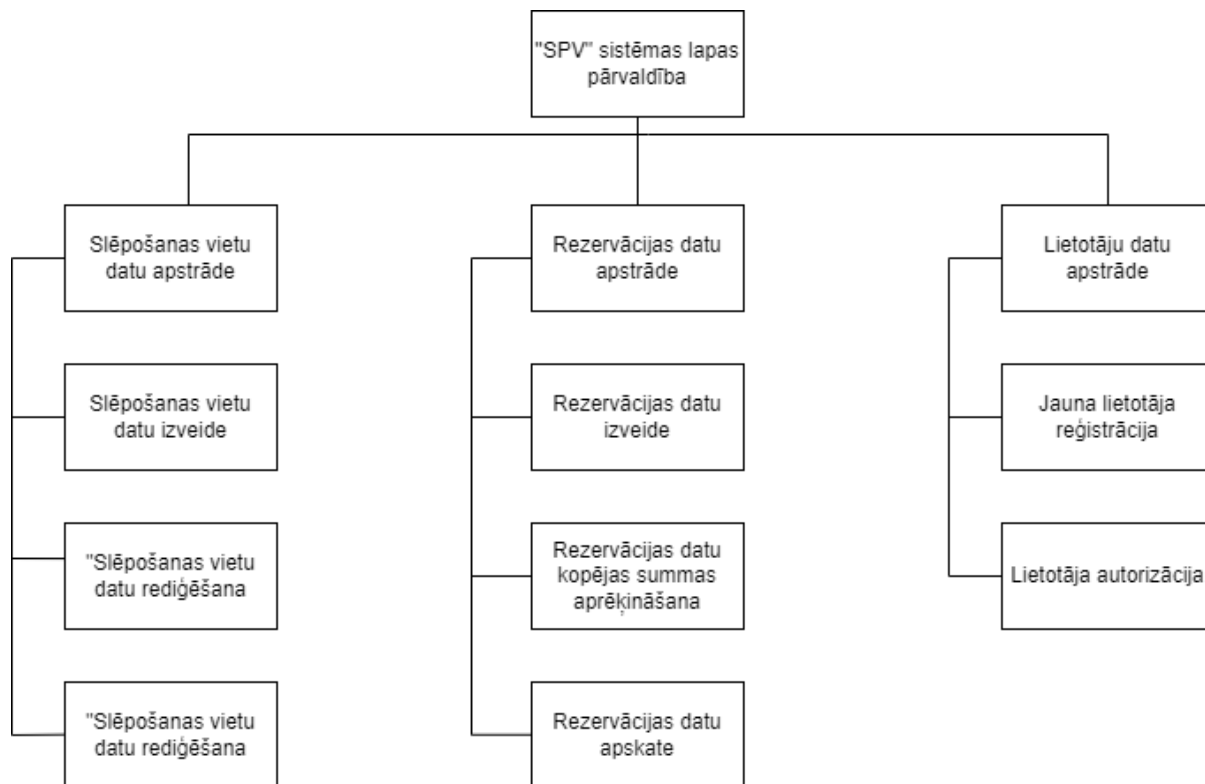 "SPV" sistēmas lapas
pārvaldība
Slēpošanas vietu
datu apstrāde
Rezervācijas datu
apstrāde
Lietotāju datu
apstrāde
Slēpošanas vietu
datu izveide
Rezervācijas datu
izveide
Jauna lietotāja
reģistrācija
"Slēpošanas vietu
datu rediģēšana
Rezervācijas datu
kopējas summas
aprēķināšana
Lietotāja autorizācija
"Slēpošanas vietu
datu rediģēšana
Rezervācijas datu
apskate